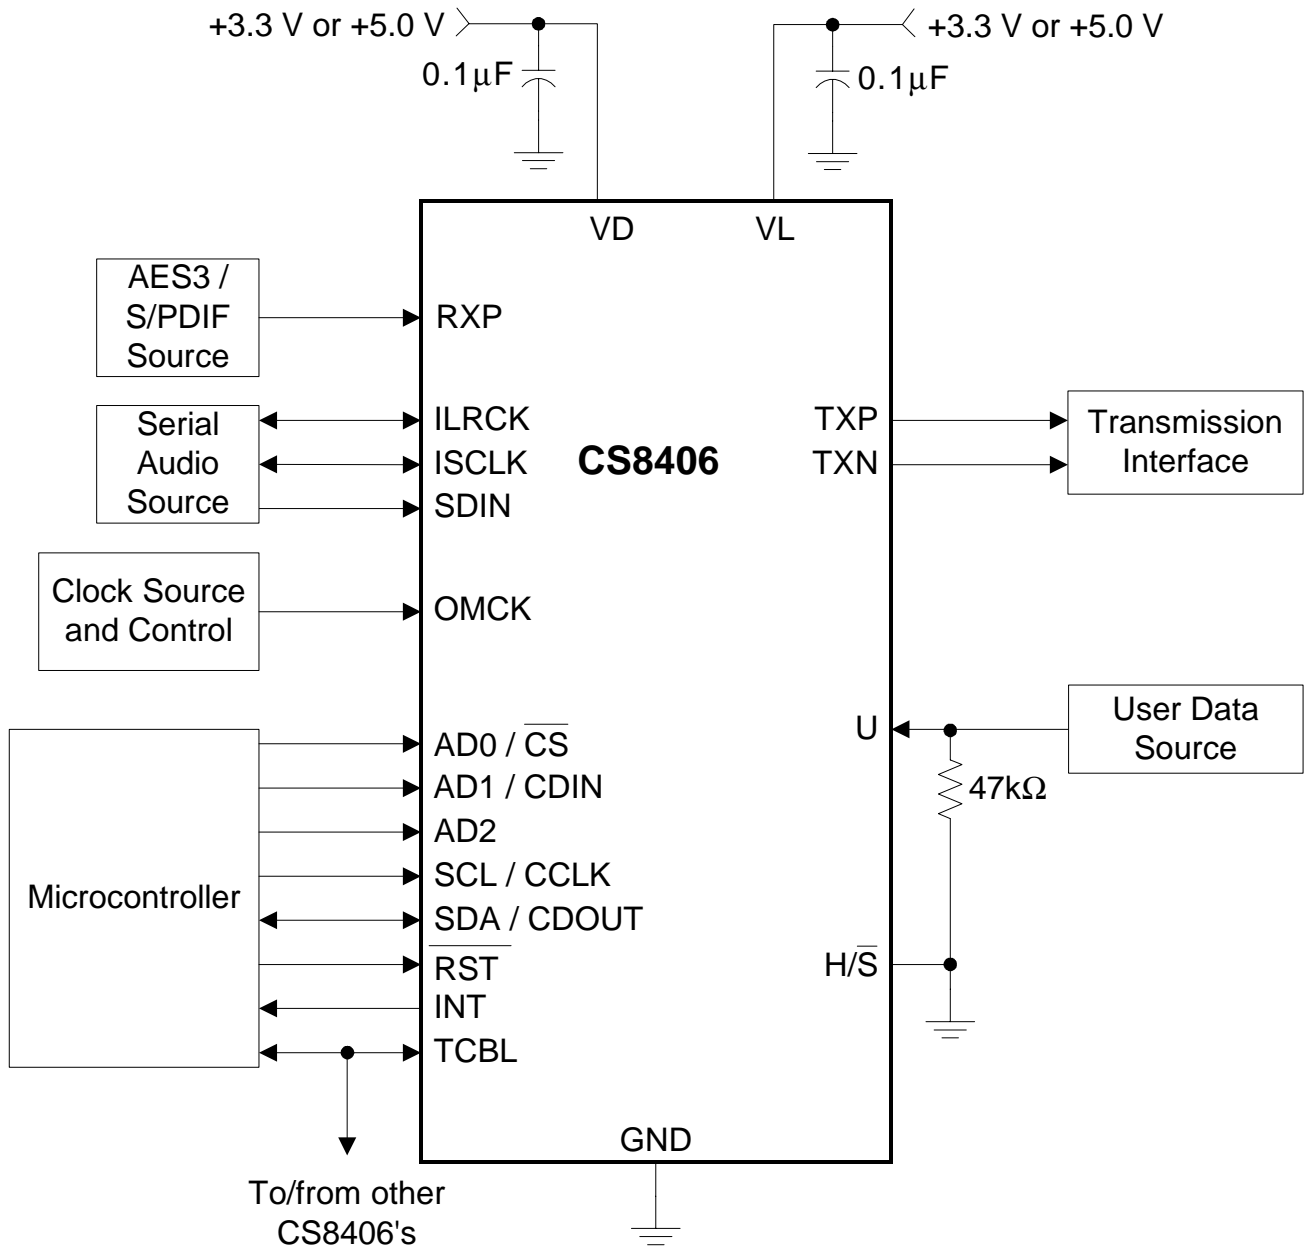 +3.3 V or +5.0 V
+3.3 V or +5.0 V
0.1μF
0.1μF
VD
VL
AES3 /
S/PDIF
Source
RXP
Serial
Audio
Source
ILRCK
ISCLK
SDIN
CS8406
TXP
TXN
Transmission
Interface
Clock Source
and Control
OMCK
U
User Data
Source
47kΩ
Microcontroller
AD0 / C̅S̅
AD1 / CDIN
AD2
SCL / CCLK
SDA / CDOUT
R̅S̅T̅
INT
TCBL
H/S̅
GND
To/from other
CS8406's